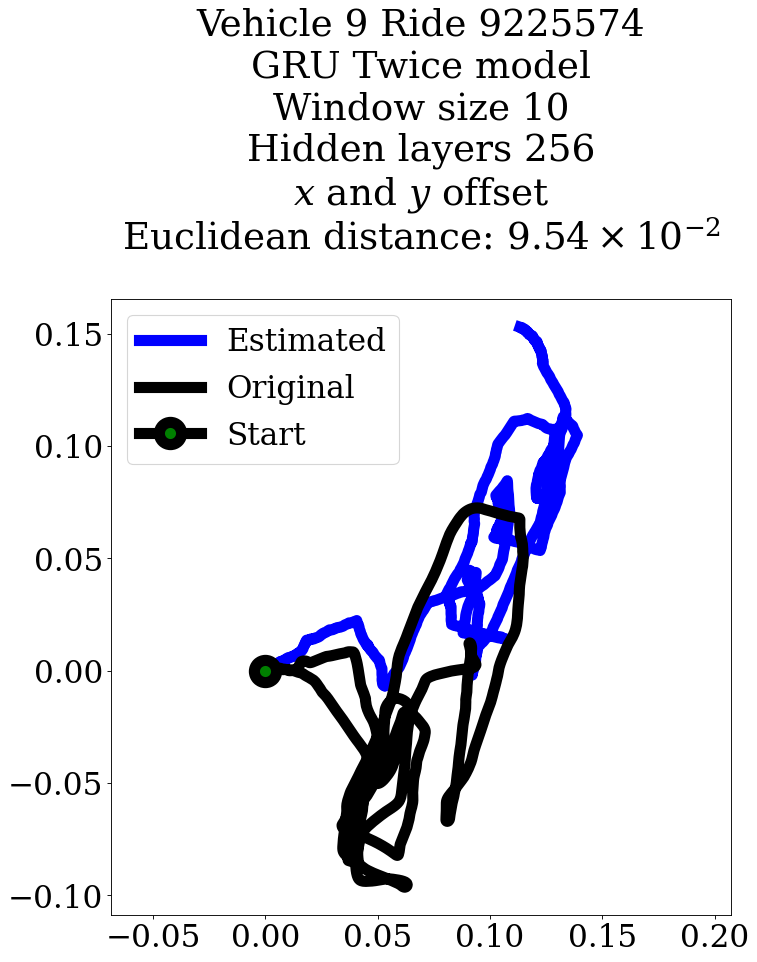 Vehicle 9 Ride 9225574
GRU Twice model
Window size 10
Hidden layers 256
x and y offset
Euclidean distance: 9.54 × 10⁻²
Estimated
Original
Start
0.15
0.10
0.05
0.00
−0.05
−0.10
−0.05 0.00 0.05 0.10 0.15 0.20